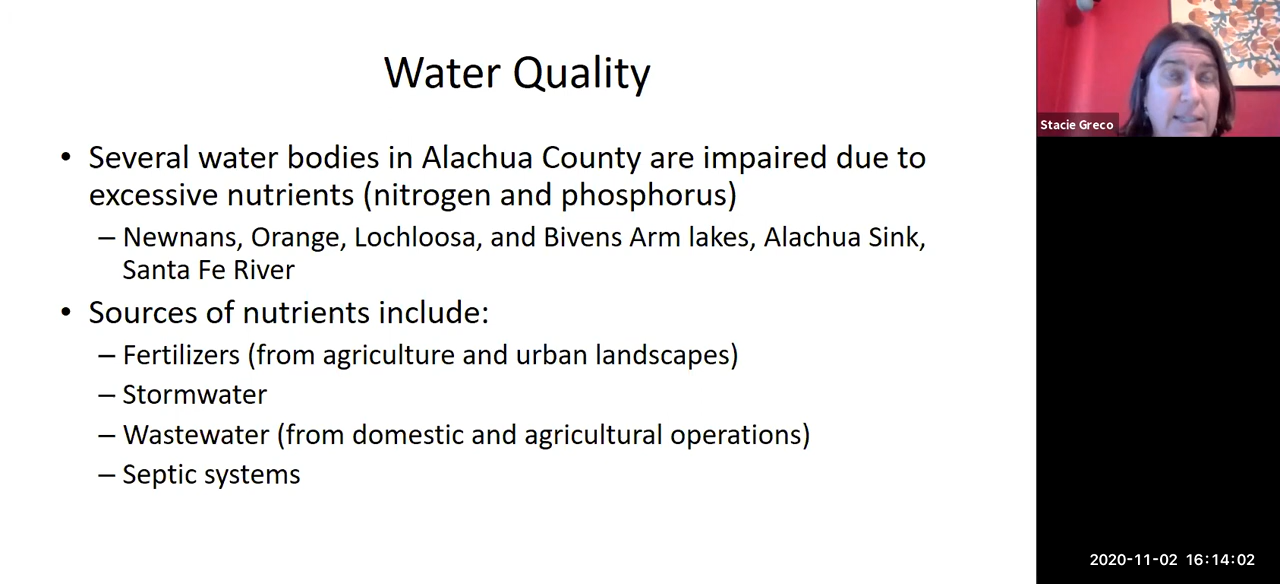 Water Quality
• Several water bodies in Alachua County are impaired due to
excessive nutrients (nitrogen and phosphorus)
– Newnans, Orange, Lochloosa, and Bivens Arm lakes, Alachua Sink,
Santa Fe River
• Sources of nutrients include:
– Fertilizers (from agriculture and urban landscapes)
– Stormwater
– Wastewater (from domestic and agricultural operations)
– Septic systems
Stacie Greco
2020-11-02 16:14:02